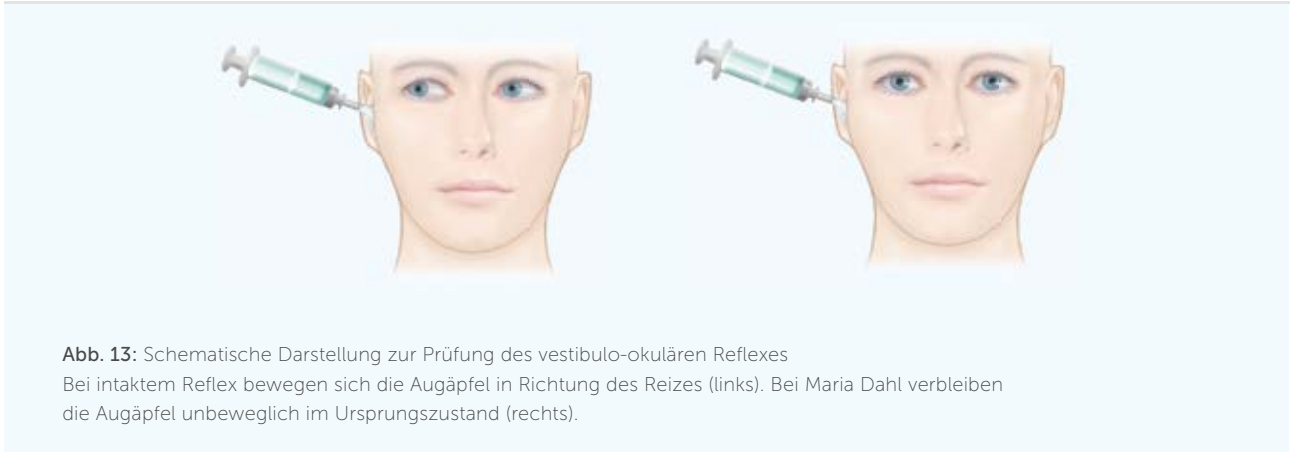 Abb. 13: Schematische Darstellung zur Prüfung des vestibulo-okulären Reflexes
Bei intaktem Reflex bewegen sich die Augäpfel in Richtung des Reizes (links). Bei Maria Dahl verbleiben
die Augäpfel unbeweglich im Ursprungszustand (rechts).